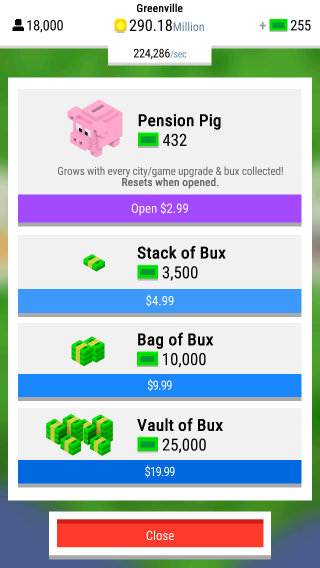 Greenville
18,000
290.18Million
+ 255
224,286/sec
Pension Pig
432
Grows with every city/game upgrade & bux collected!
Resets when opened.
Open $2.99
Stack of Bux
3,500
$4.99
Bag of Bux
10,000
$9.99
Vault of Bux
25,000
$19.99
Close